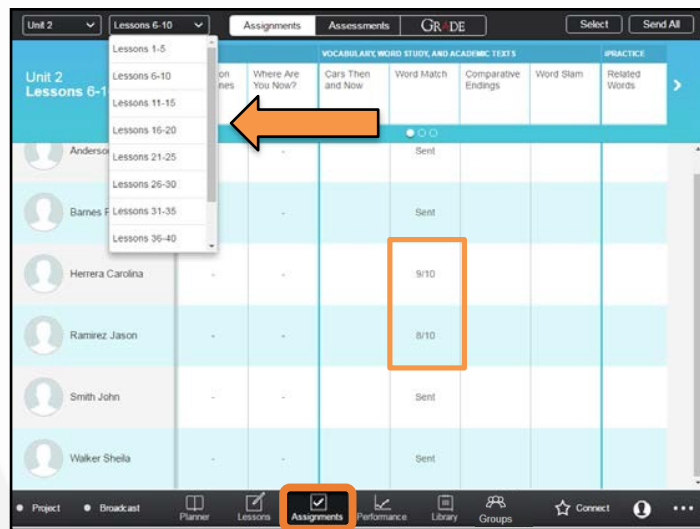 Unit 2
Lessons 6-10
Assignments
Assessments
GRADE
Select
Send All
Lessons 1-5
Lessons 6-10
Lessons 11-15
Lessons 16-20
Lessons 21-25
Lessons 26-30
Lessons 31-35
Lessons 36-40
Unit 2
Lessons 6-1
VOCABULARY, WORD STUDY, AND ACADEMIC TEXTS
IPRACTICE
on
nes
Where Are
You Now?
Cars Then
and Now
Word Match
Comparative
Endings
Word Slam
Related
Words
Anderso
- Sent
Barnes F
- Sent
Herrera Carolina
- - 9/10
Ramirez Jason
- - 8/10
Smith John
- - Sent
Walker Sheila
- - Sent
Project
Broadcast
Planner
Lessons
Assignments
Performance
Library
Groups
Connect